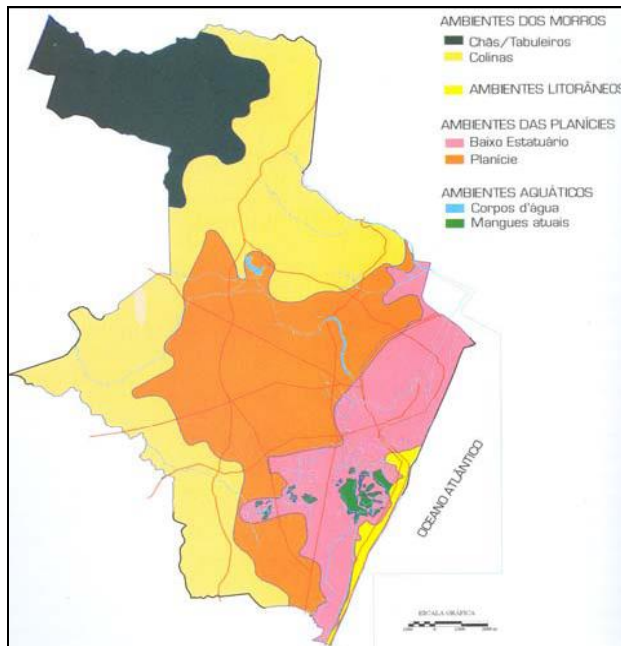 AMBIENTES DOS MORROS
Chãs/Tabuleiros
Colinas
AMBIENTES LITORÂNEOS
AMBIENTES DAS PLANÍCIES
Baixo Estatuário
Planície
AMBIENTES AQUÁTICOS
Corpos d'água
Mangues atuais
OCEANO ATLÂNTICO
ESCALA GRÁFICA